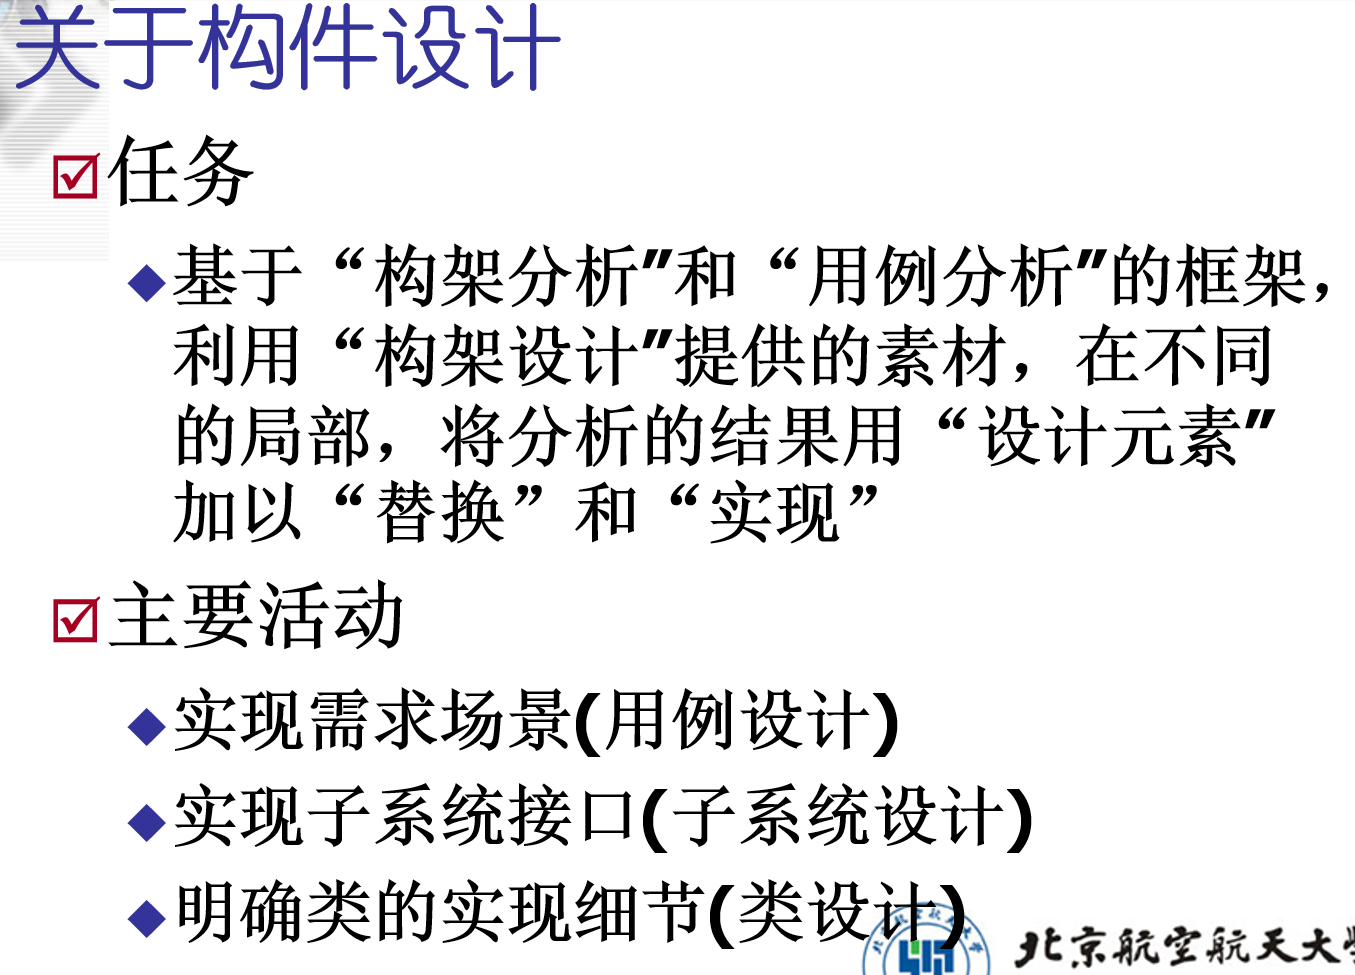 关于构件设计
任务
基于“构架分析”和“用例分析”的框架，
利用“构架设计”提供的素材，在不同
的局部，将分析的结果用“设计元素”
加以“替换”和“实现”
主要活动
实现需求场景(用例设计)
实现子系统接口(子系统设计)
明确类的实现细节(类设计)
北京航空航天大学